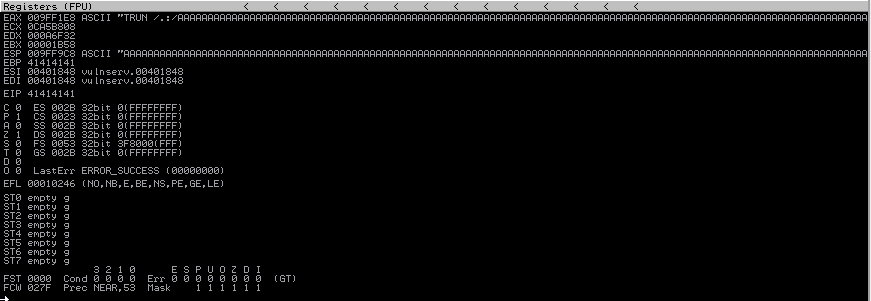 Registers (FPU) < < < < < < < < < < < < <
EAX 009FF1E8 ASCII "TRUN /.:/AAAAAAAAAAAAAAAAAAAAAAAAAAAAAAAAAAAAAAAAAAAAAAAAAAAAAAAAAAAAAAAAAAAAAAAAAAAAAAAAAAAAAAAAAAAAAAAAAAAAAAAAAAA
ECX 0CA5B808
EDX 000A6F32
EBX 00001B58
ESP 009FF9C8 ASCII "AAAAAAAAAAAAAAAAAAAAAAAAAAAAAAAAAAAAAAAAAAAAAAAAAAAAAAAAAAAAAAAAAAAAAAAAAAAAAAAAAAAAAAAAAAAAAAAAAAAAAAAAAAAAAAAAAAAAAAAA
EBP 41414141
ESI 00401848 vulnserv.00401848
EDI 00401848 vulnserv.00401848
EIP 41414141
C 0 ES 002B 32bit 0(FFFFFFFF)
P 1 CS 0023 32bit 0(FFFFFFFF)
A 0 SS 002B 32bit 0(FFFFFFFF)
Z 1 DS 002B 32bit 0(FFFFFFFF)
S 0 FS 0053 32bit 3F8000(FFF)
T 0 GS 002B 32bit 0(FFFFFFFF)
D 0
O 0 LastErr ERROR_SUCCESS (00000000)
EFL 00010246 (NO,NB,E,BE,NS,PE,GE,LE)
ST0 empty g
ST1 empty g
ST2 empty g
ST3 empty g
ST4 empty g
ST5 empty g
ST6 empty g
ST7 empty g
3 2 1 0 E S P U O Z D I
FST 0000 Cond 0 0 0 0 Err 0 0 0 0 0 0 0 0 (GT)
FCW 027F Prec NEAR,53 Mask 1 1 1 1 1 1